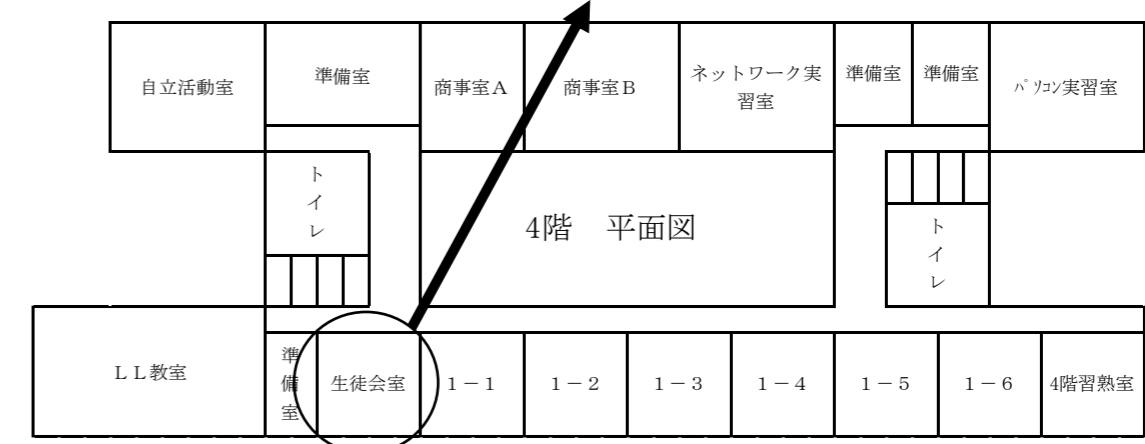 自立活動室
準備室
商事室A
商事室B
ネットワーク実
習室
準備室
準備室
パソコン実習室
トイレ
4階 平面図
トイレ
LL教室
準備室
生徒会室
1－1
1－2
1－3
1－4
1－5
1－6
4階習熟室